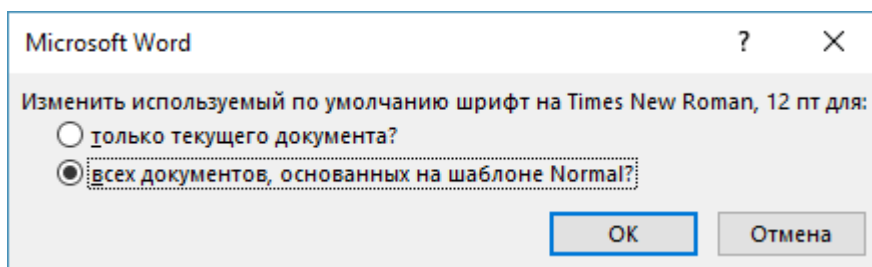 Microsoft Word
Изменить используемый по умолчанию шрифт на Times New Roman, 12 пт для:
только текущего документа?
всех документов, основанных на шаблоне Normal?
ОК Отмена